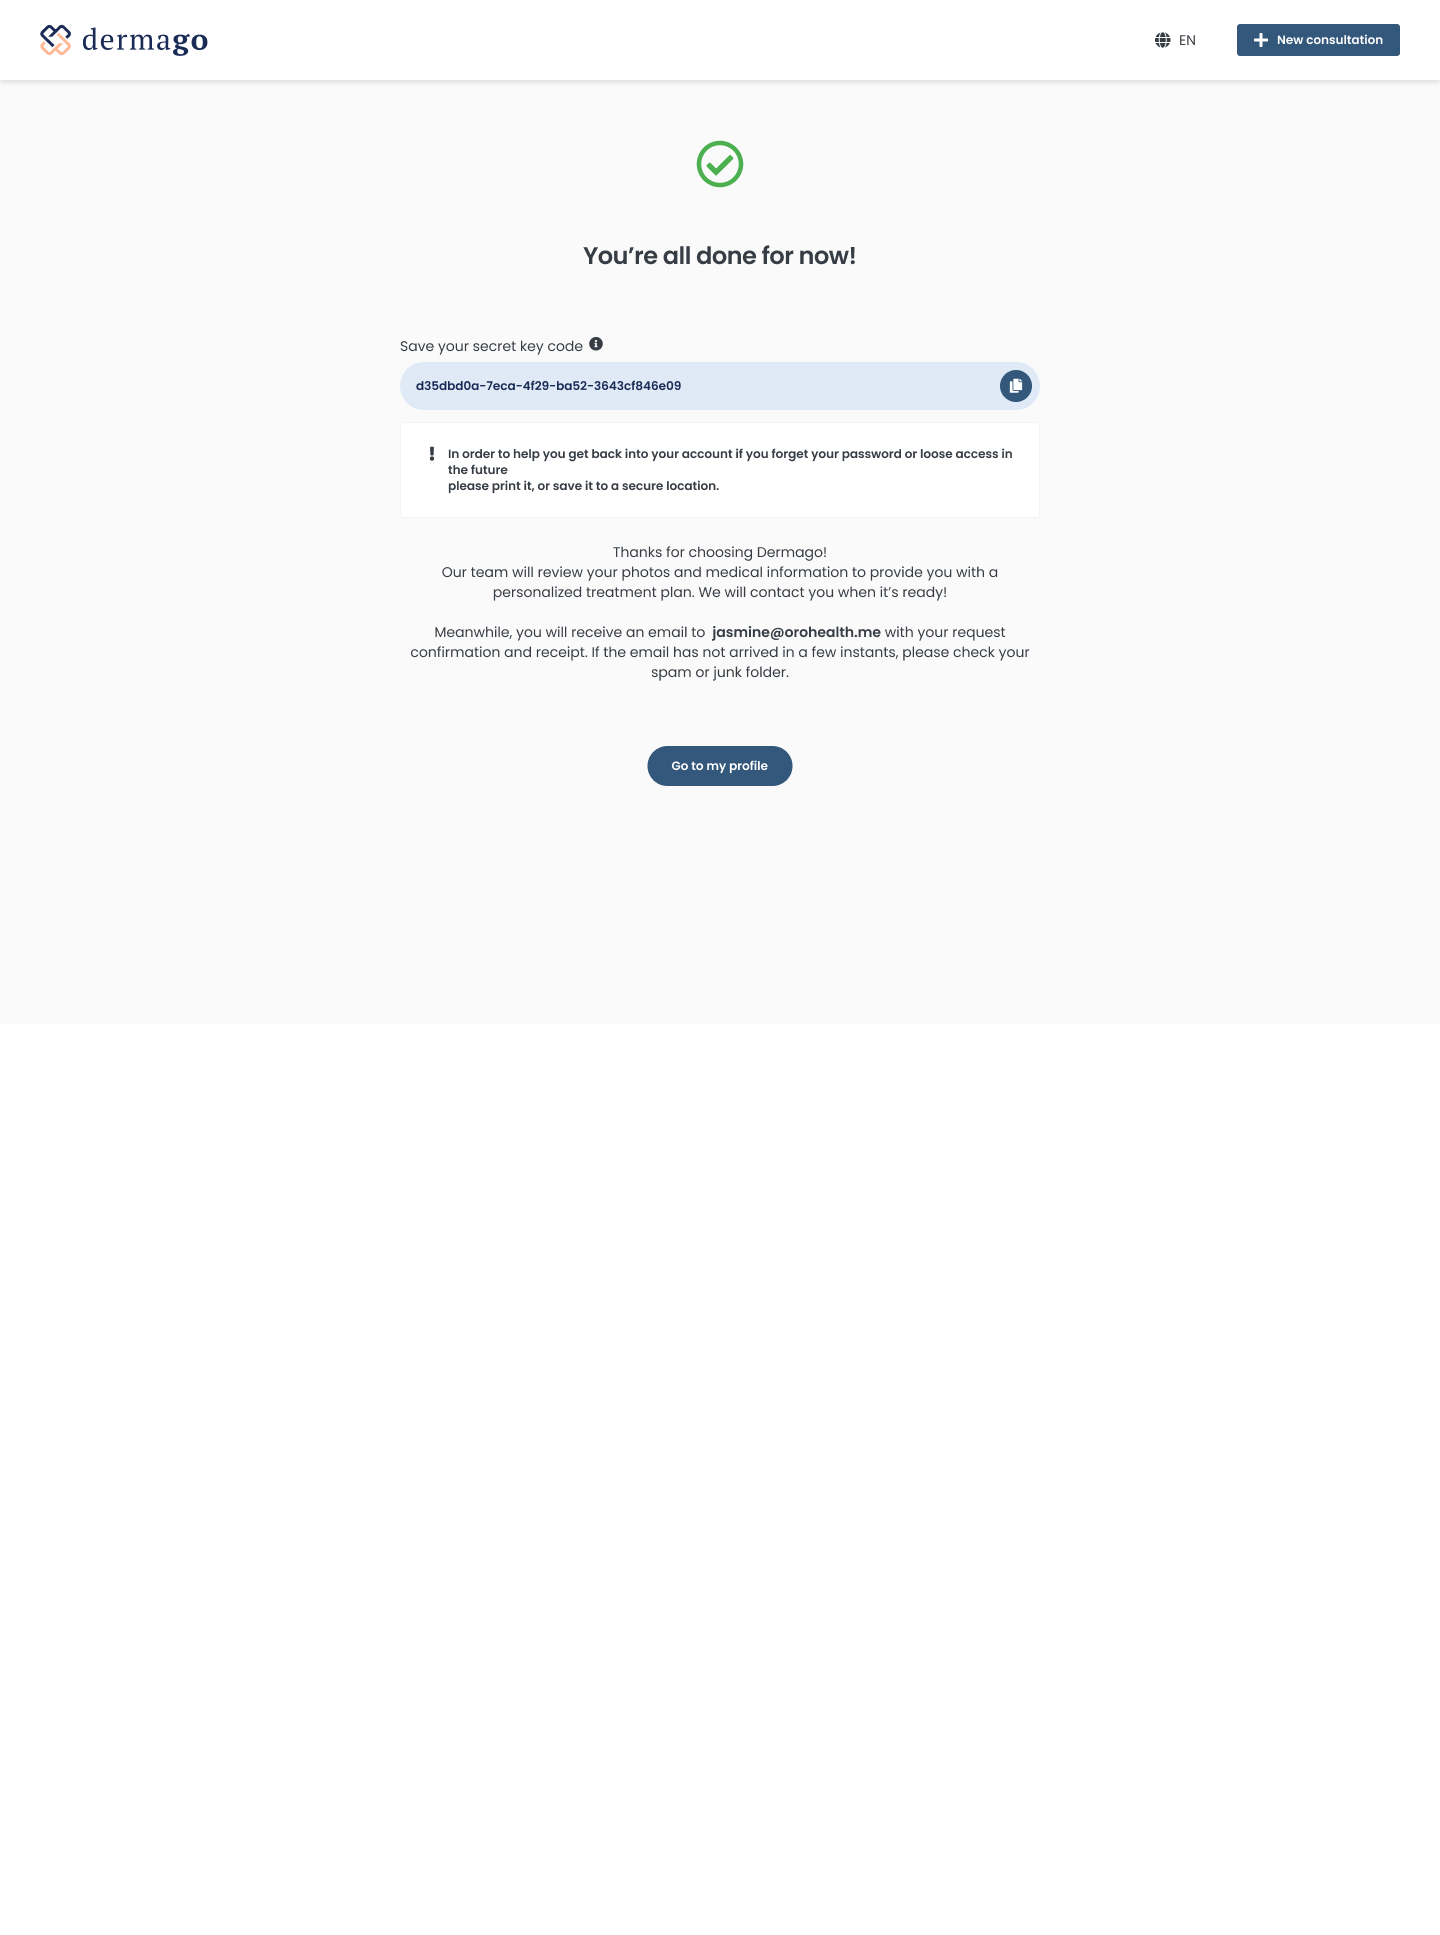 dermago
EN
New consultation
You’re all done for now!
Save your secret key code
d35dbd0a-7eca-4f29-ba52-3643cf846e09
In order to help you get back into your account if you forget your password or loose access in
the future
please print it, or save it to a secure location.
Thanks for choosing Dermago!
Our team will review your photos and medical information to provide you with a
personalized treatment plan. We will contact you when it’s ready!
Meanwhile, you will receive an email to jasmine@orohealth.me with your request
confirmation and receipt. If the email has not arrived in a few instants, please check your
spam or junk folder.
Go to my profile